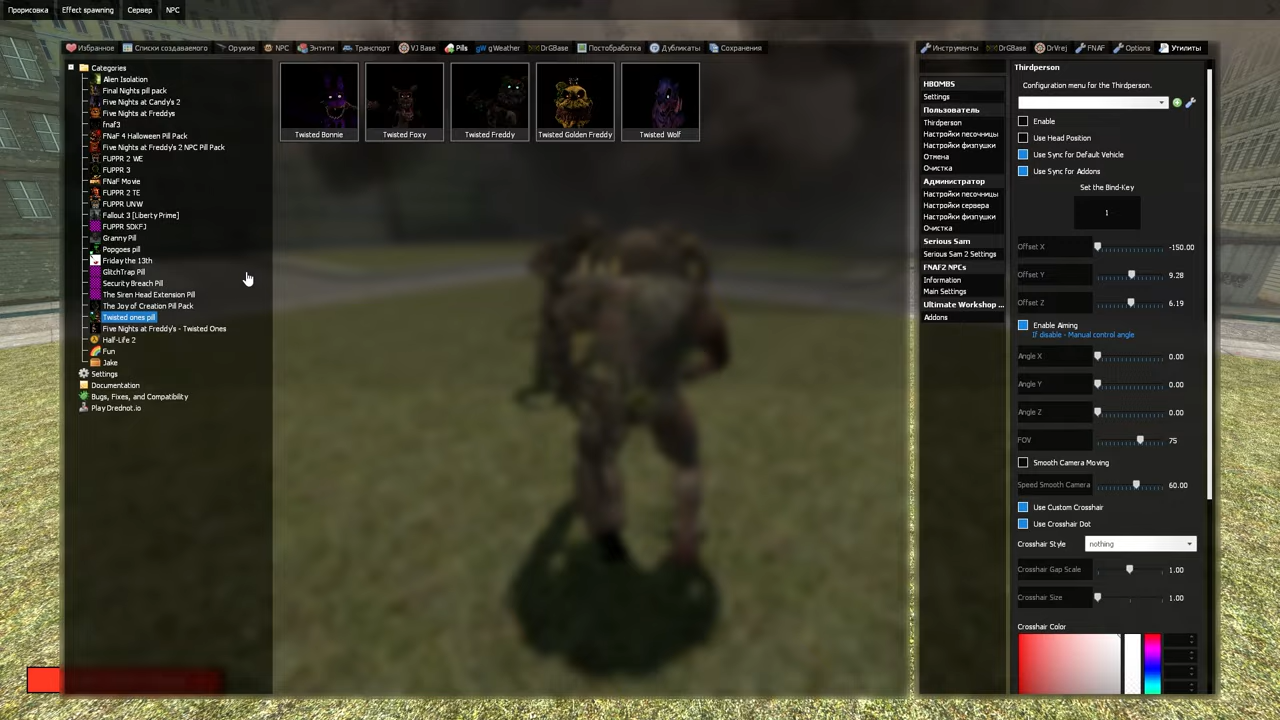 Прорисовка Effect spawning Сервер NPC
Избранное Списки создаваемого Оружие NPC Энтити Транспорт VJ Base Pills gWeather DrGBase Постобработка Дубликаты Сохранения
Инструменты DrGBase DrVrej FNAF Options Утилиты
Categories
Alien Isolation
Final Nights pill pack
Five Nights at Candy's 2
Five Nights at Freddys
fnaf3
FNaF 4 Halloween Pill Pack
Five Nights at Freddy's 2 NPC Pill Pack
FUPPR 2 WE
FUPPR 3
FNaF Movie
FUPPR 2 TE
FUPPR UNW
Fallout 3 [Liberty Prime]
FUPPR SDKFJ
Granny Pill
Popgoes pill
Friday the 13th
GlitchTrap Pill
Security Breach Pill
The Siren Head Extension Pill
The Joy of Creation Pill Pack
Twisted ones pill
Five Nights at Freddy's - Twisted Ones
Half-Life 2
Fun
Jake
Settings
Documentation
Bugs, Fixes, and Compatibility
Play Drednot.io
Twisted Bonnie
Twisted Foxy
Twisted Freddy
Twisted Golden Freddy
Twisted Wolf
HBOMBS
Settings
Пользователь
Thirdperson
Настройки песочницы
Настройки физпушки
Отмена
Очистка
Администратор
Настройки песочницы
Настройки сервера
Настройки физпушки
Очистка
Serious Sam
Serious Sam 2 Settings
FNAF2 NPCs
Information
Main Settings
Ultimate Workshop ...
Addons
Thirdperson
Configuration menu for the Thirdperson.
Enable
Use Head Position
Use Sync for Default Vehicle
Use Sync for Addons
Set the Bind-Key
1
Offset X -150.00
Offset Y 9.28
Offset Z 6.19
Enable Aiming
If disable - Manual control angle
Angle X 0.00
Angle Y 0.00
Angle Z 0.00
FOV 75
Smooth Camera Moving
Speed Smooth Camera 60.00
Use Custom Crosshair
Use Crosshair Dot
Crosshair Style nothing
Crosshair Gap Scale 1.00
Crosshair Size 1.00
Crosshair Color